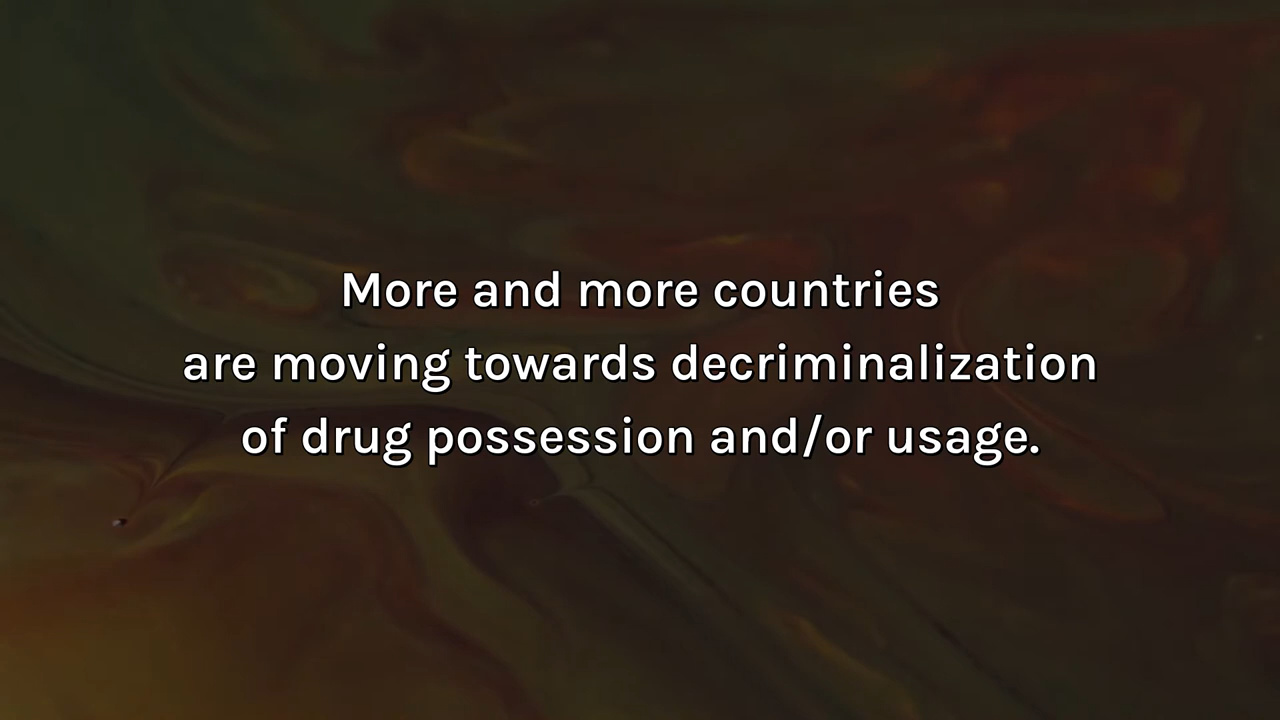 More and more countries
are moving towards decriminalization
of drug possession and/or usage.